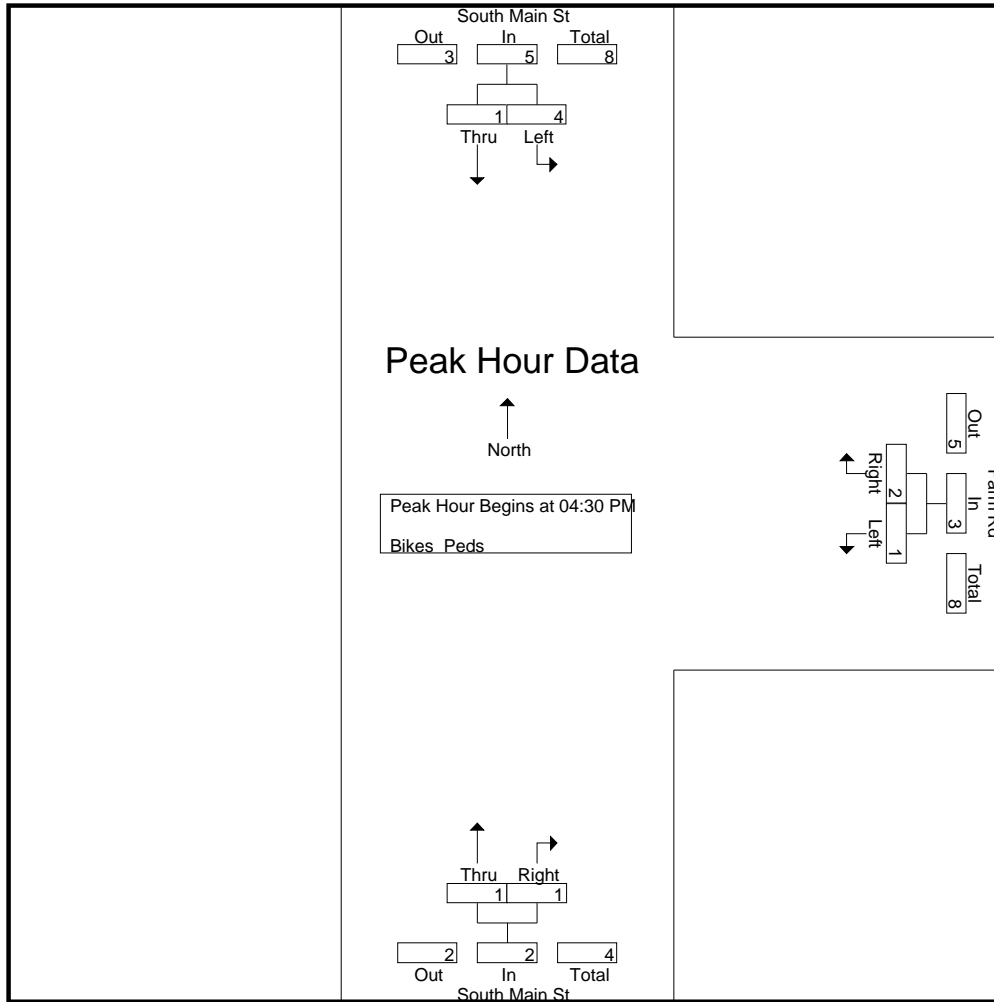 South Main St
Out In Total
3 5 8
1 4
Thru Left
Peak Hour Data
North
Peak Hour Begins at 04:30 PM
Bikes Peds
Right Left
2 1
Out In Total
5 3 8
Thru Right
1 1
2 2 4
Out In Total
South Main St